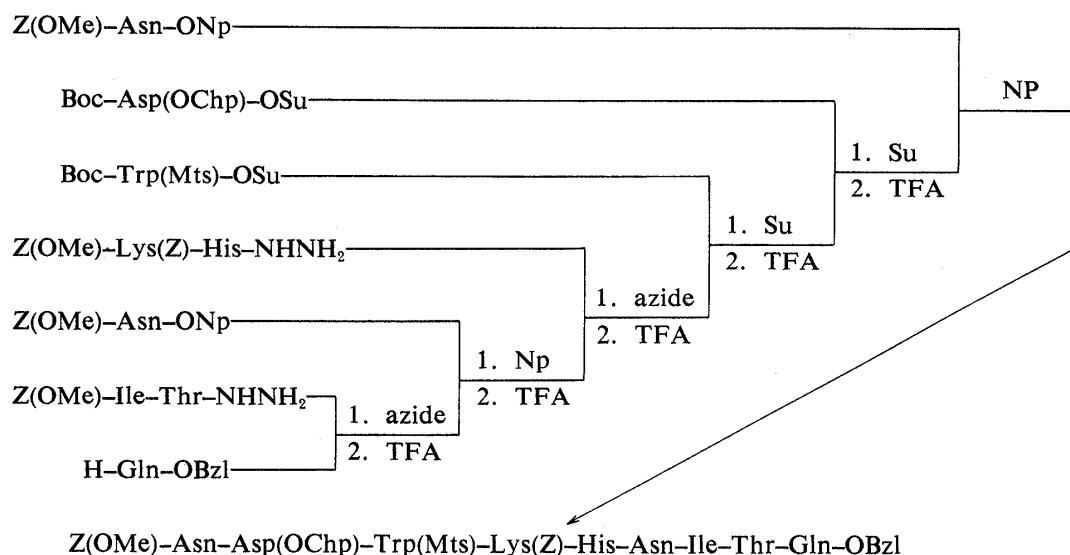 Z(OMe)–Asn–ONp
NP
Boc–Asp(OChp)–OSu
1. Su
2. TFA
Boc–Trp(Mts)–OSu
1. Su
2. TFA
Z(OMe)–Lys(Z)–His–NHNH₂
1. azide
2. TFA
Z(OMe)–Asn–ONp
1. Np
2. TFA
Z(OMe)–Ile–Thr–NHNH₂
1. azide
2. TFA
H–Gln–OBzl
Z(OMe)–Asn–Asp(OChp)–Trp(Mts)–Lys(Z)–His–Asn–Ile–Thr–Gln–OBzl